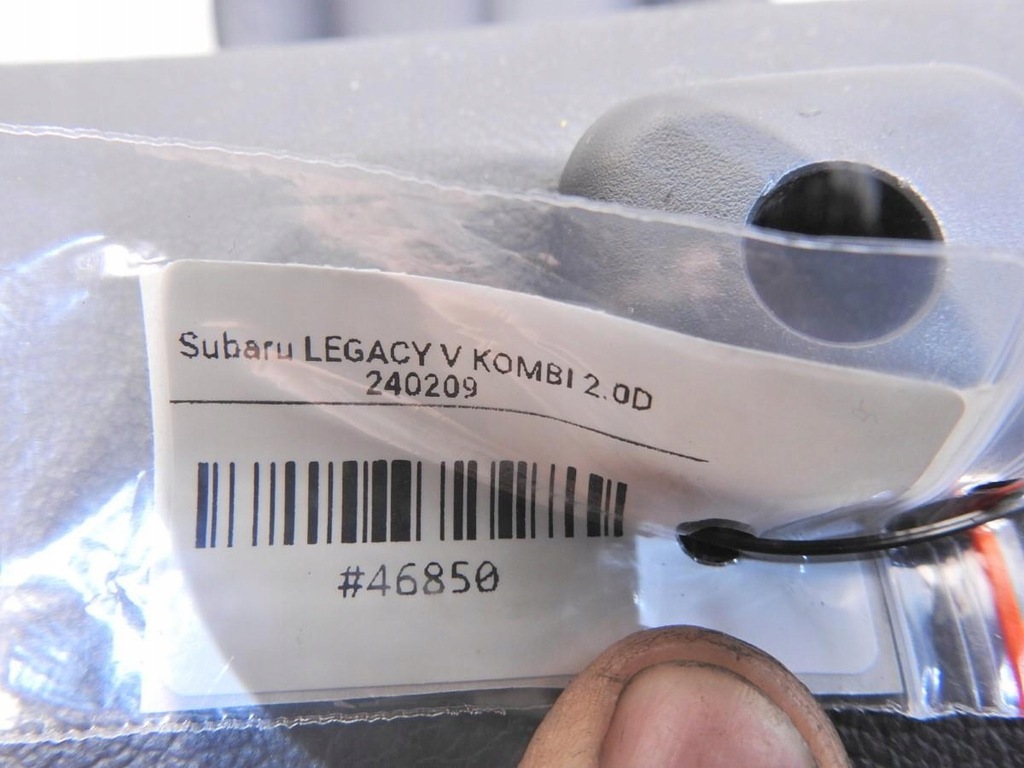 Subaru LEGACY V KOMBI 2.0D
240209
#46850